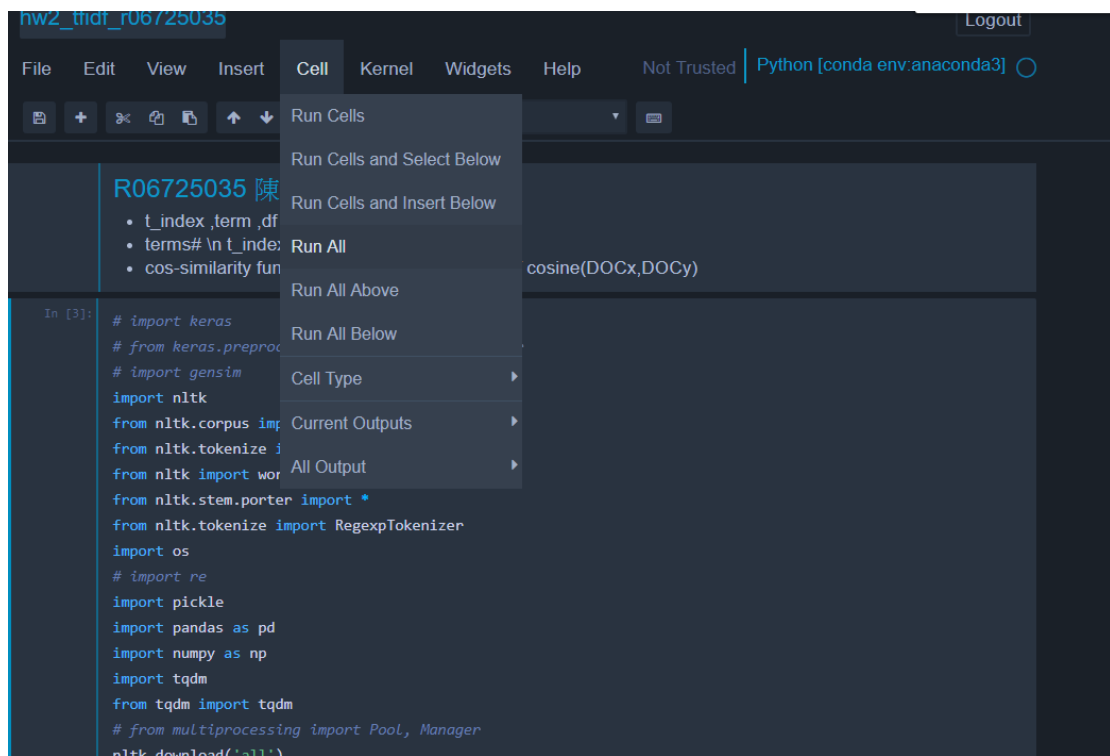 hw2_tfidf_r06725035
Logout
File Edit View Insert Cell Kernel Widgets Help Not Trusted Python [conda env:anaconda3]
Run Cells
Run Cells and Select Below
Run Cells and Insert Below
Run All
Run All Above
Run All Below
Cell Type
Current Outputs
All Output
R06725035 陳
t_index ,term ,df
terms# \n t_index
cos-similarity fun cosine(DOCx,DOCy)
In [3]:
# import keras
# from keras.preproc
# import gensim
import nltk
from nltk.corpus imp
from nltk.tokenize i
from nltk import wor
from nltk.stem.porter import *
from nltk.tokenize import RegexpTokenizer
import os
# import re
import pickle
import pandas as pd
import numpy as np
import tqdm
from tqdm import tqdm
# from multiprocessing import Pool, Manager
nltk.download('all')